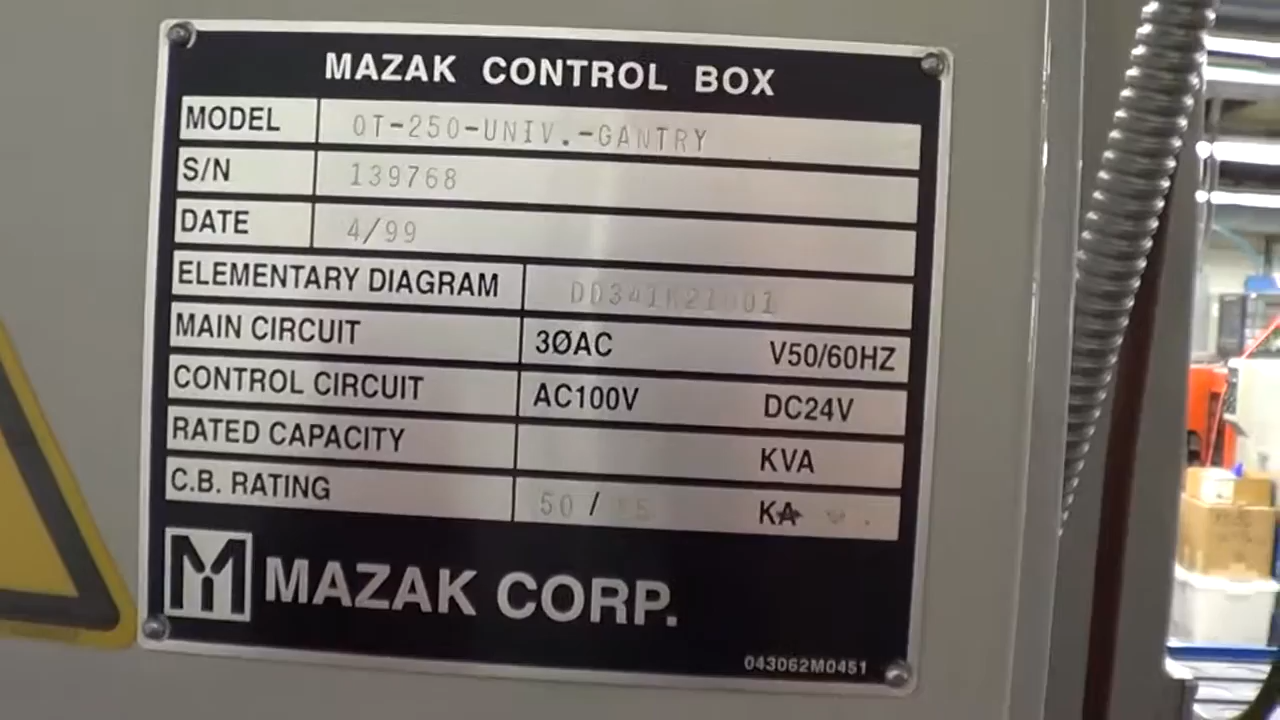 MAZAK CONTROL BOX
MODEL QT-250-UNIV.-GANTRY
S/N 139768
DATE 4/99
ELEMENTARY DIAGRAM
MAIN CIRCUIT 3ØAC V50/60HZ
CONTROL CIRCUIT AC100V DC24V
RATED CAPACITY KVA
C.B. RATING 50 / KA
MAZAK CORP.
043062M0451